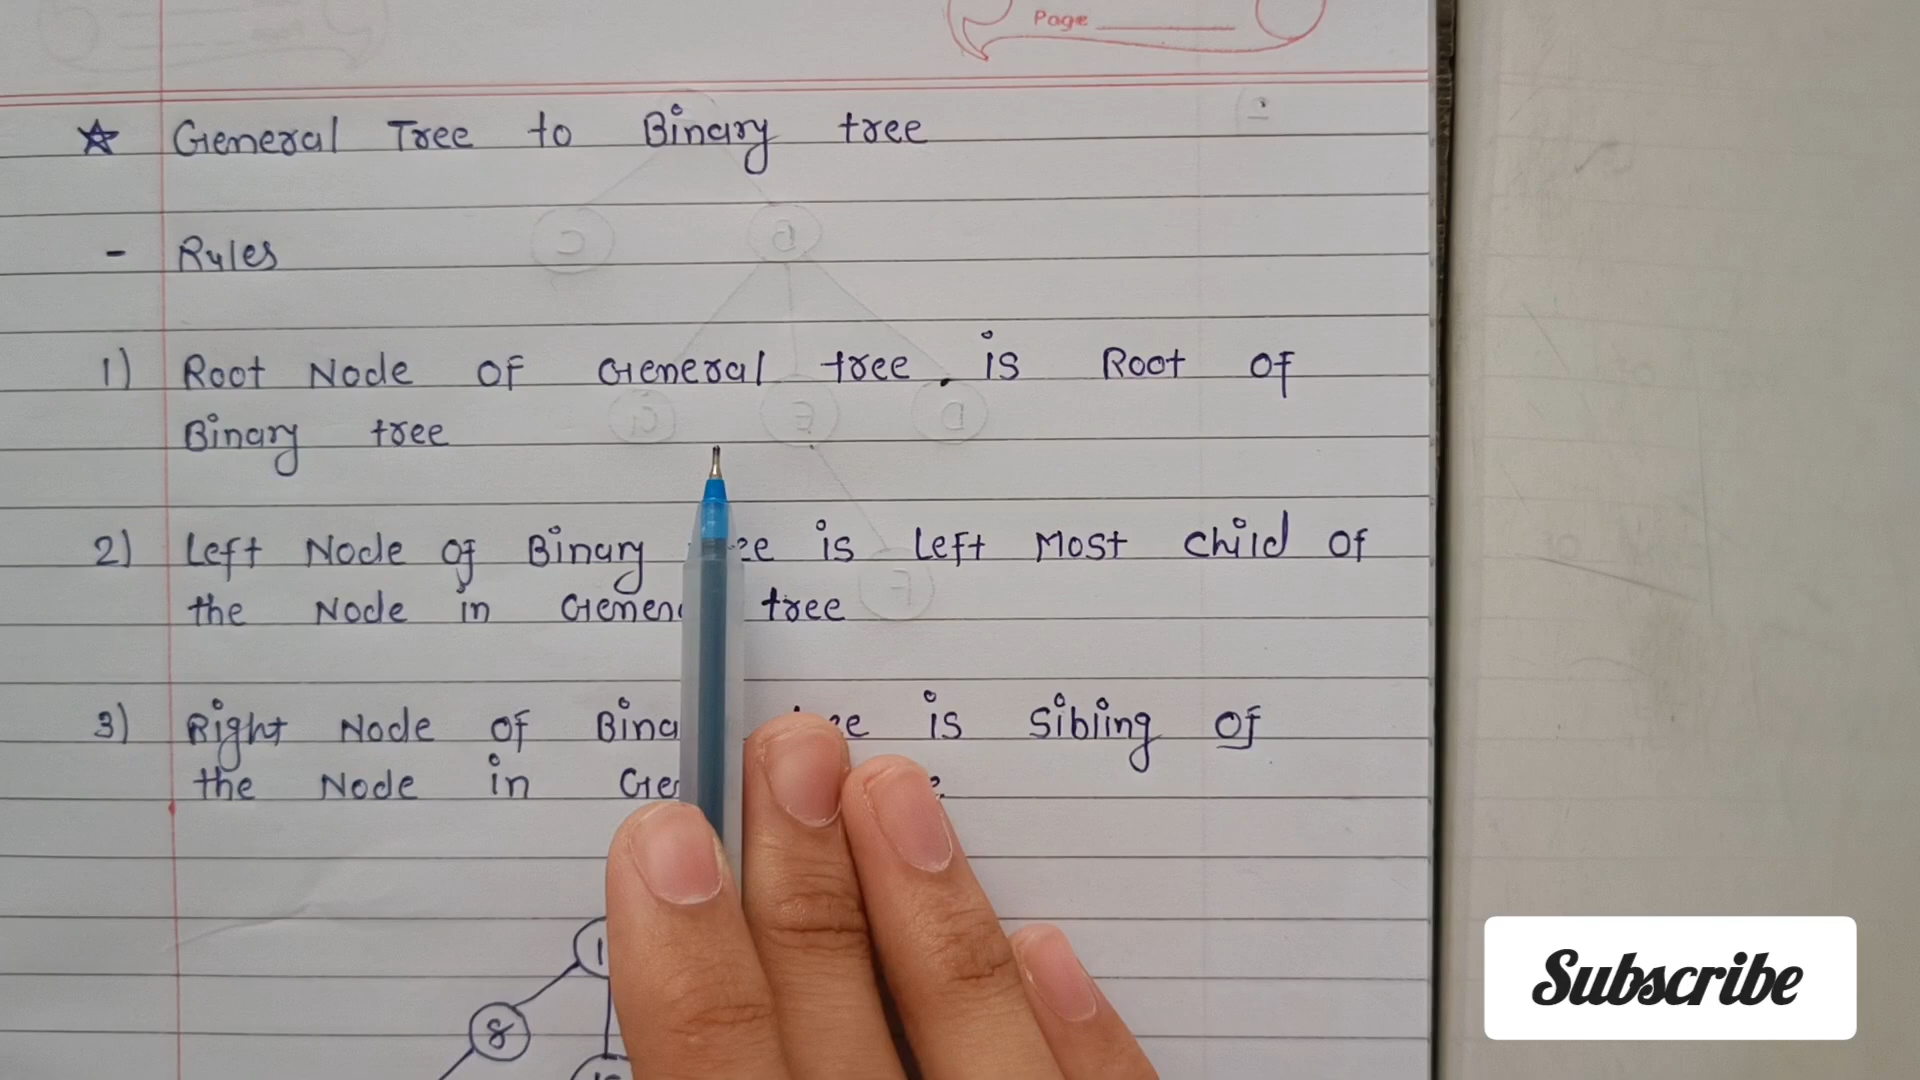 Page
☆ General Tree to Binary tree
- Rules
1) Root Node of General tree is Root of
Binary tree
2) Left Node of Binary is Left Most child of
the Node in tree
3) Right Node of is sibling of
the Node in
1
8
Subscribe